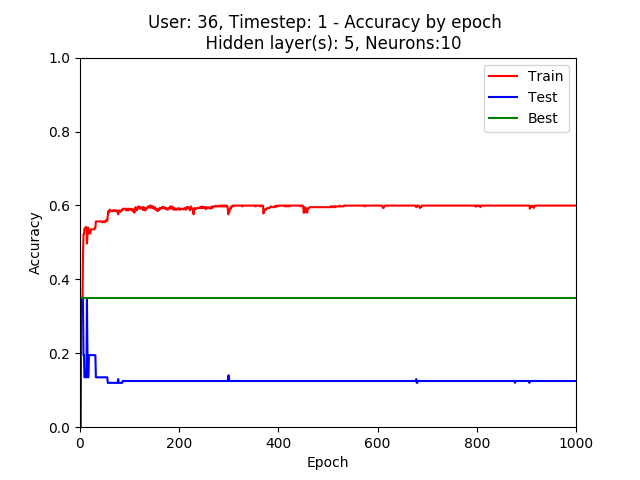 User: 36, Timestep: 1 - Accuracy by epoch
Hidden layer(s): 5, Neurons:10
1.0
0.8
0.6
0.4
0.2
0.0
Accuracy
Train
Test
Best
0 200 400 600 800 1000
Epoch